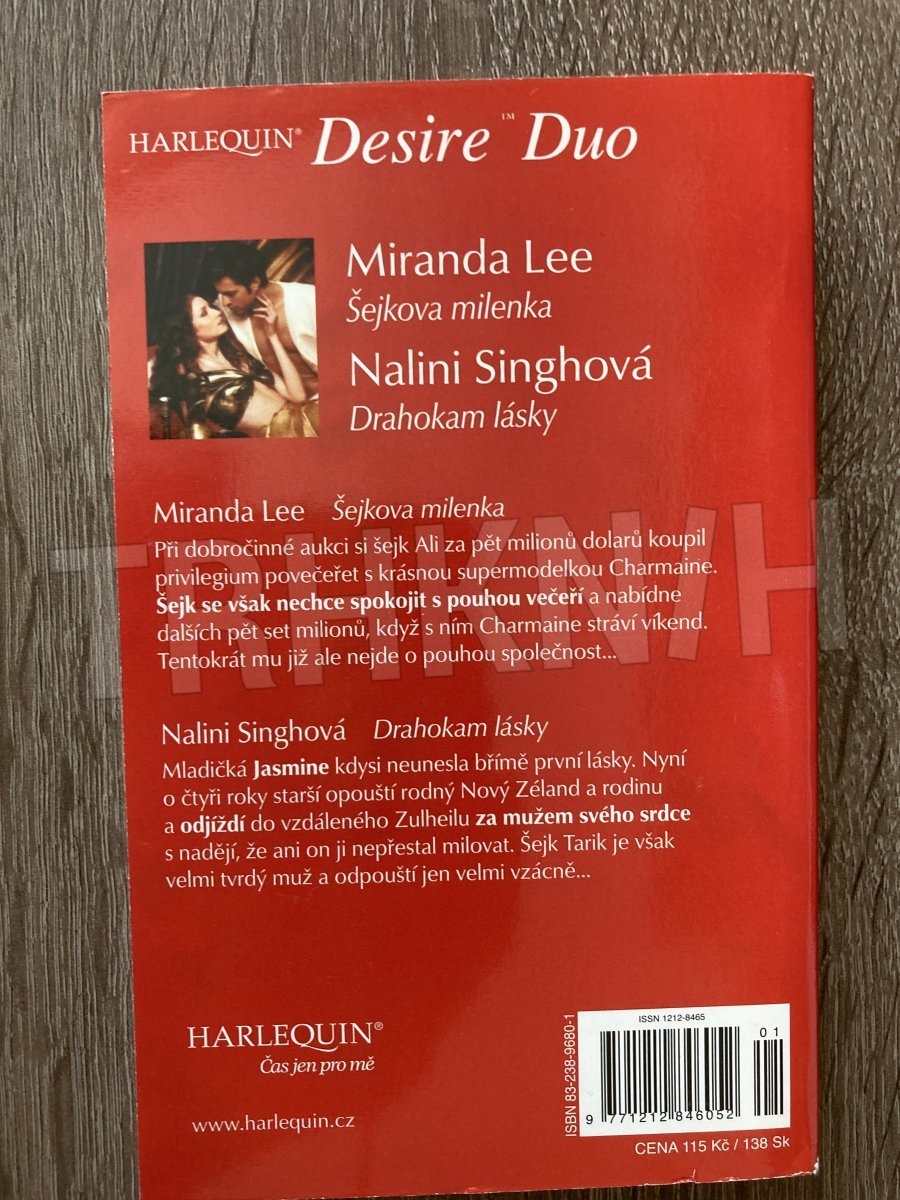 HARLEQUIN® Desire™ Duo
Miranda Lee
Šejkova milenka
Nalini Singhová
Drahokam lásky
Miranda Lee Šejkova milenka
Při dobročinné aukci si šejk Ali za pět milionů dolarů koupil
privilegium povečeřet s krásnou supermodelkou Charmaine.
Šejk se však nechce spokojit s pouhou večeří a nabídne
dalších pět set milionů, když s ním Charmaine stráví víkend.
Tentokrát mu již ale nejde o pouhou společnost...
TRHKNIH
Nalini Singhová Drahokam lásky
Mladičká Jasmine kdysi neunesla břímě první lásky. Nyní
o čtyři roky starší opouští rodný Nový Zéland a rodinu
a odjíždí do vzdáleného Zulheilu za mužem svého srdce
s nadějí, že ani on ji nepřestal milovat. Šejk Tarik je však
velmi tvrdý muž a odpouští jen velmi vzácně...
HARLEQUIN®
Čas jen pro mě
www.harlequin.cz
ISBN 83-238-9680-1
ISSN 1212-8465
01
9 771212 846052
CENA 115 Kč / 138 Sk